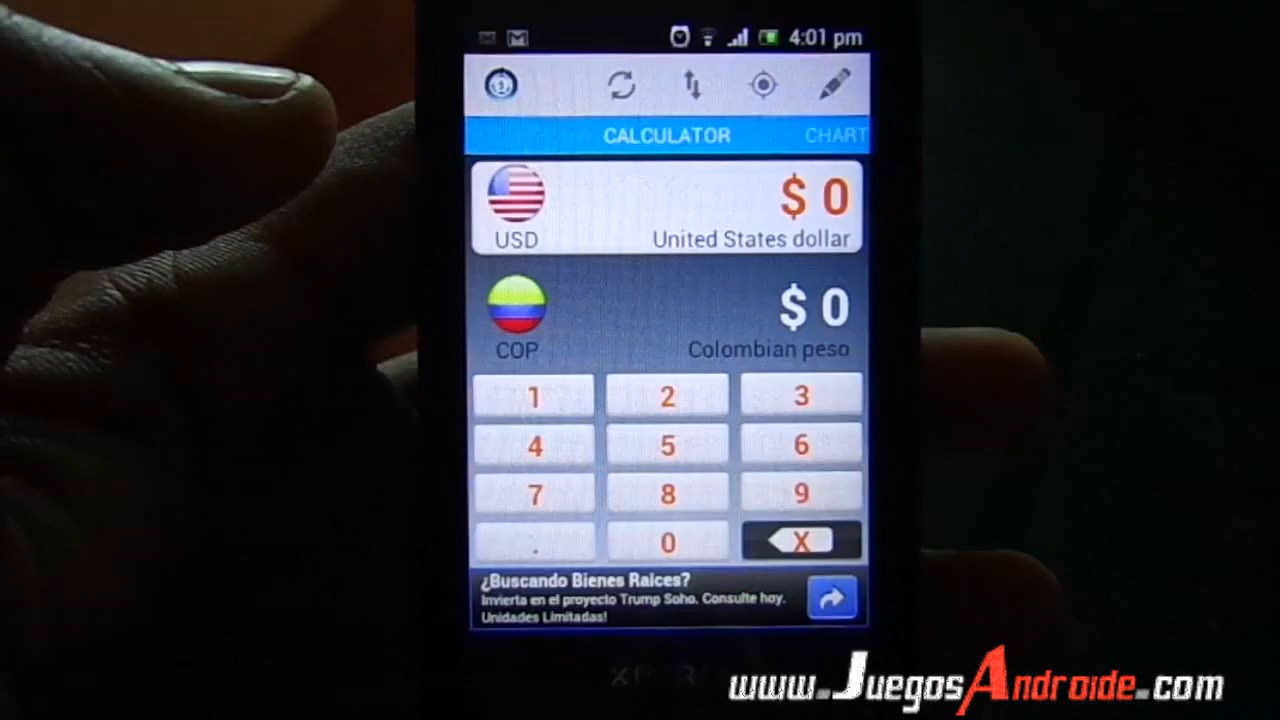 4:01 pm
CALCULATOR CHART
$ 0
USD United States dollar
$ 0
COP Colombian peso
1 2 3
4 5 6
7 8 9
. 0 X
¿Buscando Bienes Raices?
Invierta en el proyecto Trump Soho. Consulte hoy.
Unidades Limitadas!
www.JuegosAndroide.com